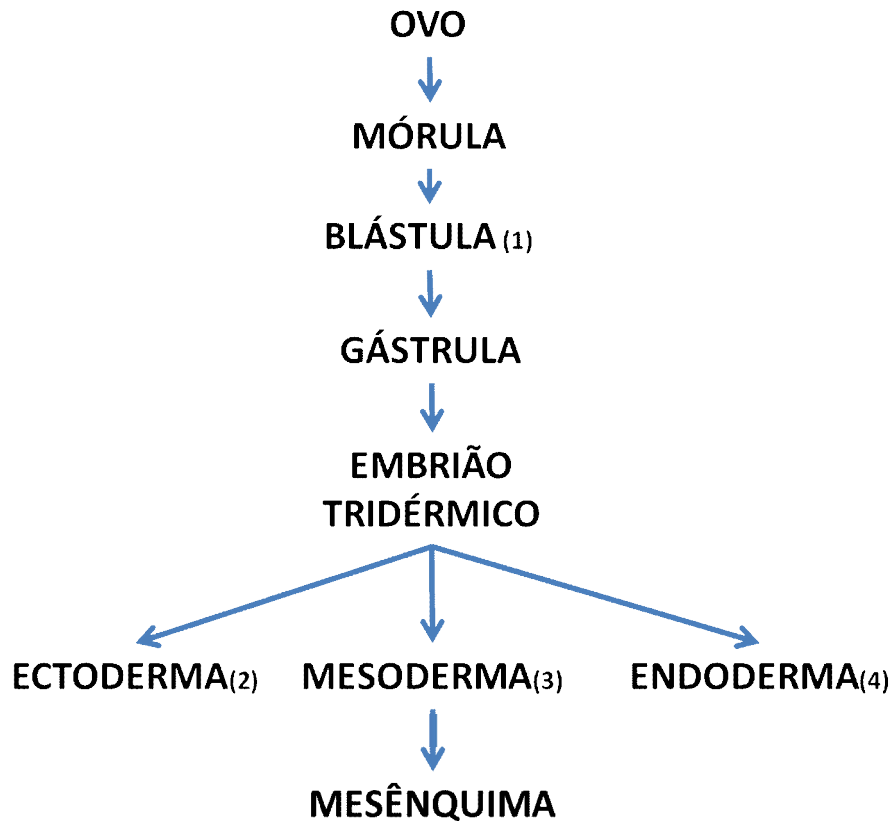 OVO
MÓRULA
BLÁSTULA (1)
GÁSTRULA
EMBRIÃO
TRIDÉRMICO
ECTODERMA(2) MESODERMA(3) ENDODERMA(4)
MESÊNQUIMA